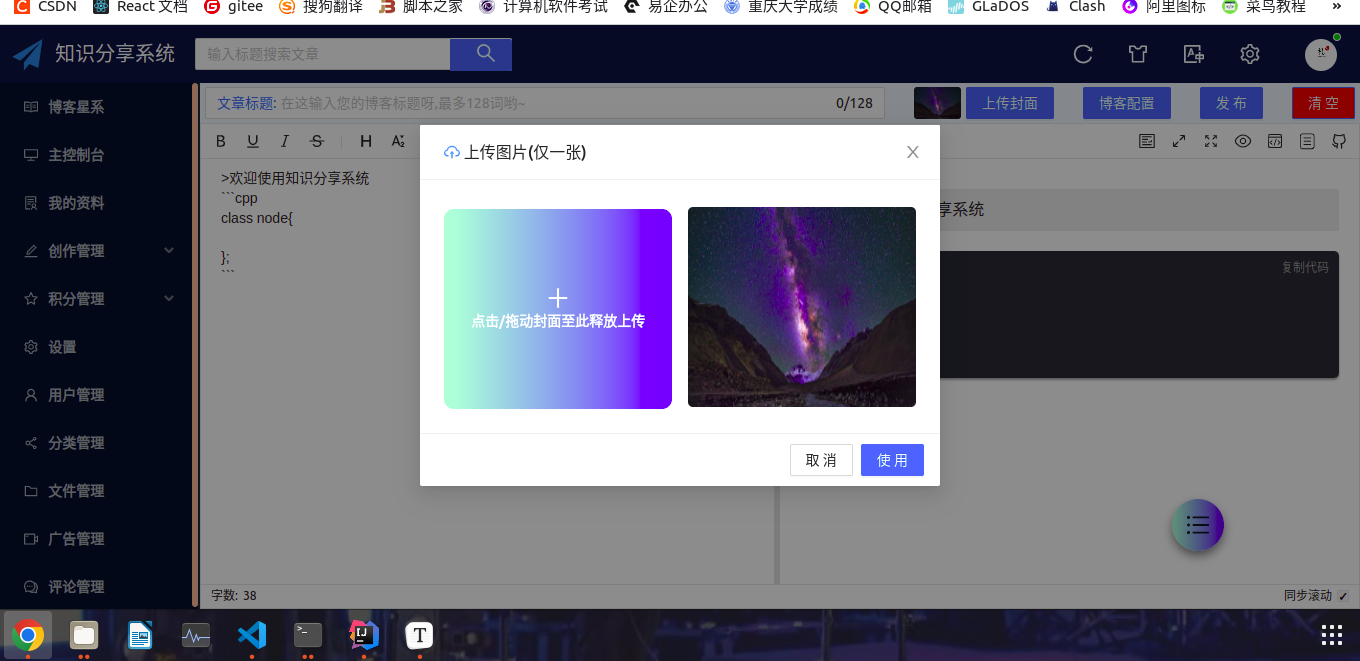 CSDN React 文档 gitee 搜狗翻译 脚本之家 计算机软件考试 易企办公 重庆大学成绩 QQ邮箱 GLaDOS Clash 阿里图标 菜鸟教程 »
知识分享系统 输入标题搜索文章
博客星系
主控制台
我的资料
创作管理
积分管理
设置
用户管理
分类管理
文件管理
广告管理
评论管理
文章标题: 在这输入您的博客标题呀,最多128词哟~ 0/128 上传封面 博客配置 发 布 清 空
B U I S H A
>欢迎使用知识分享系统
```cpp
class node{
};
```
上传图片(仅一张)
点击/拖动封面至此释放上传
取 消 使 用
享系统
复制代码
字数: 38 同步滚动